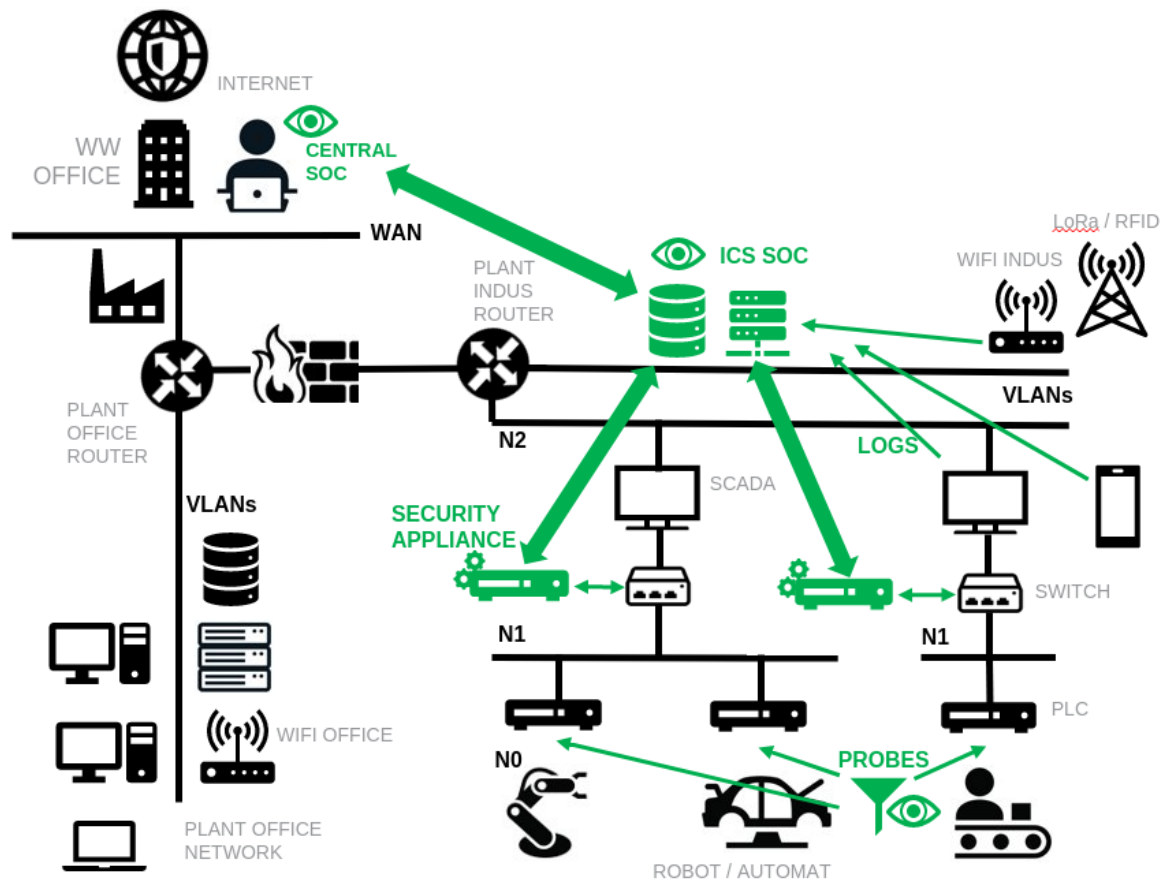 INTERNET
WW
OFFICE
CENTRAL
SOC
WAN
LoRa / RFID
WIFI INDUS
ICS SOC
PLANT
INDUS
ROUTER
VLANs
PLANT
OFFICE
ROUTER
N2
LOGS
SCADA
VLANs
SECURITY
APPLIANCE
SWITCH
N1
N1
PLC
WIFI OFFICE
N0
PROBES
PLANT OFFICE
NETWORK
ROBOT / AUTOMAT